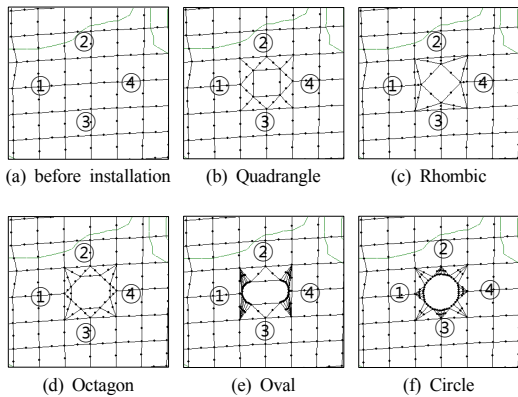 ② ② ②
① ④ ① ④ ① ④
③ ③ ③
(a) before installation (b) Quadrangle (c) Rhombic
② ② ②
① ④ ① ④ ① ④
③ ③ ③
(d) Octagon (e) Oval (f) Circle